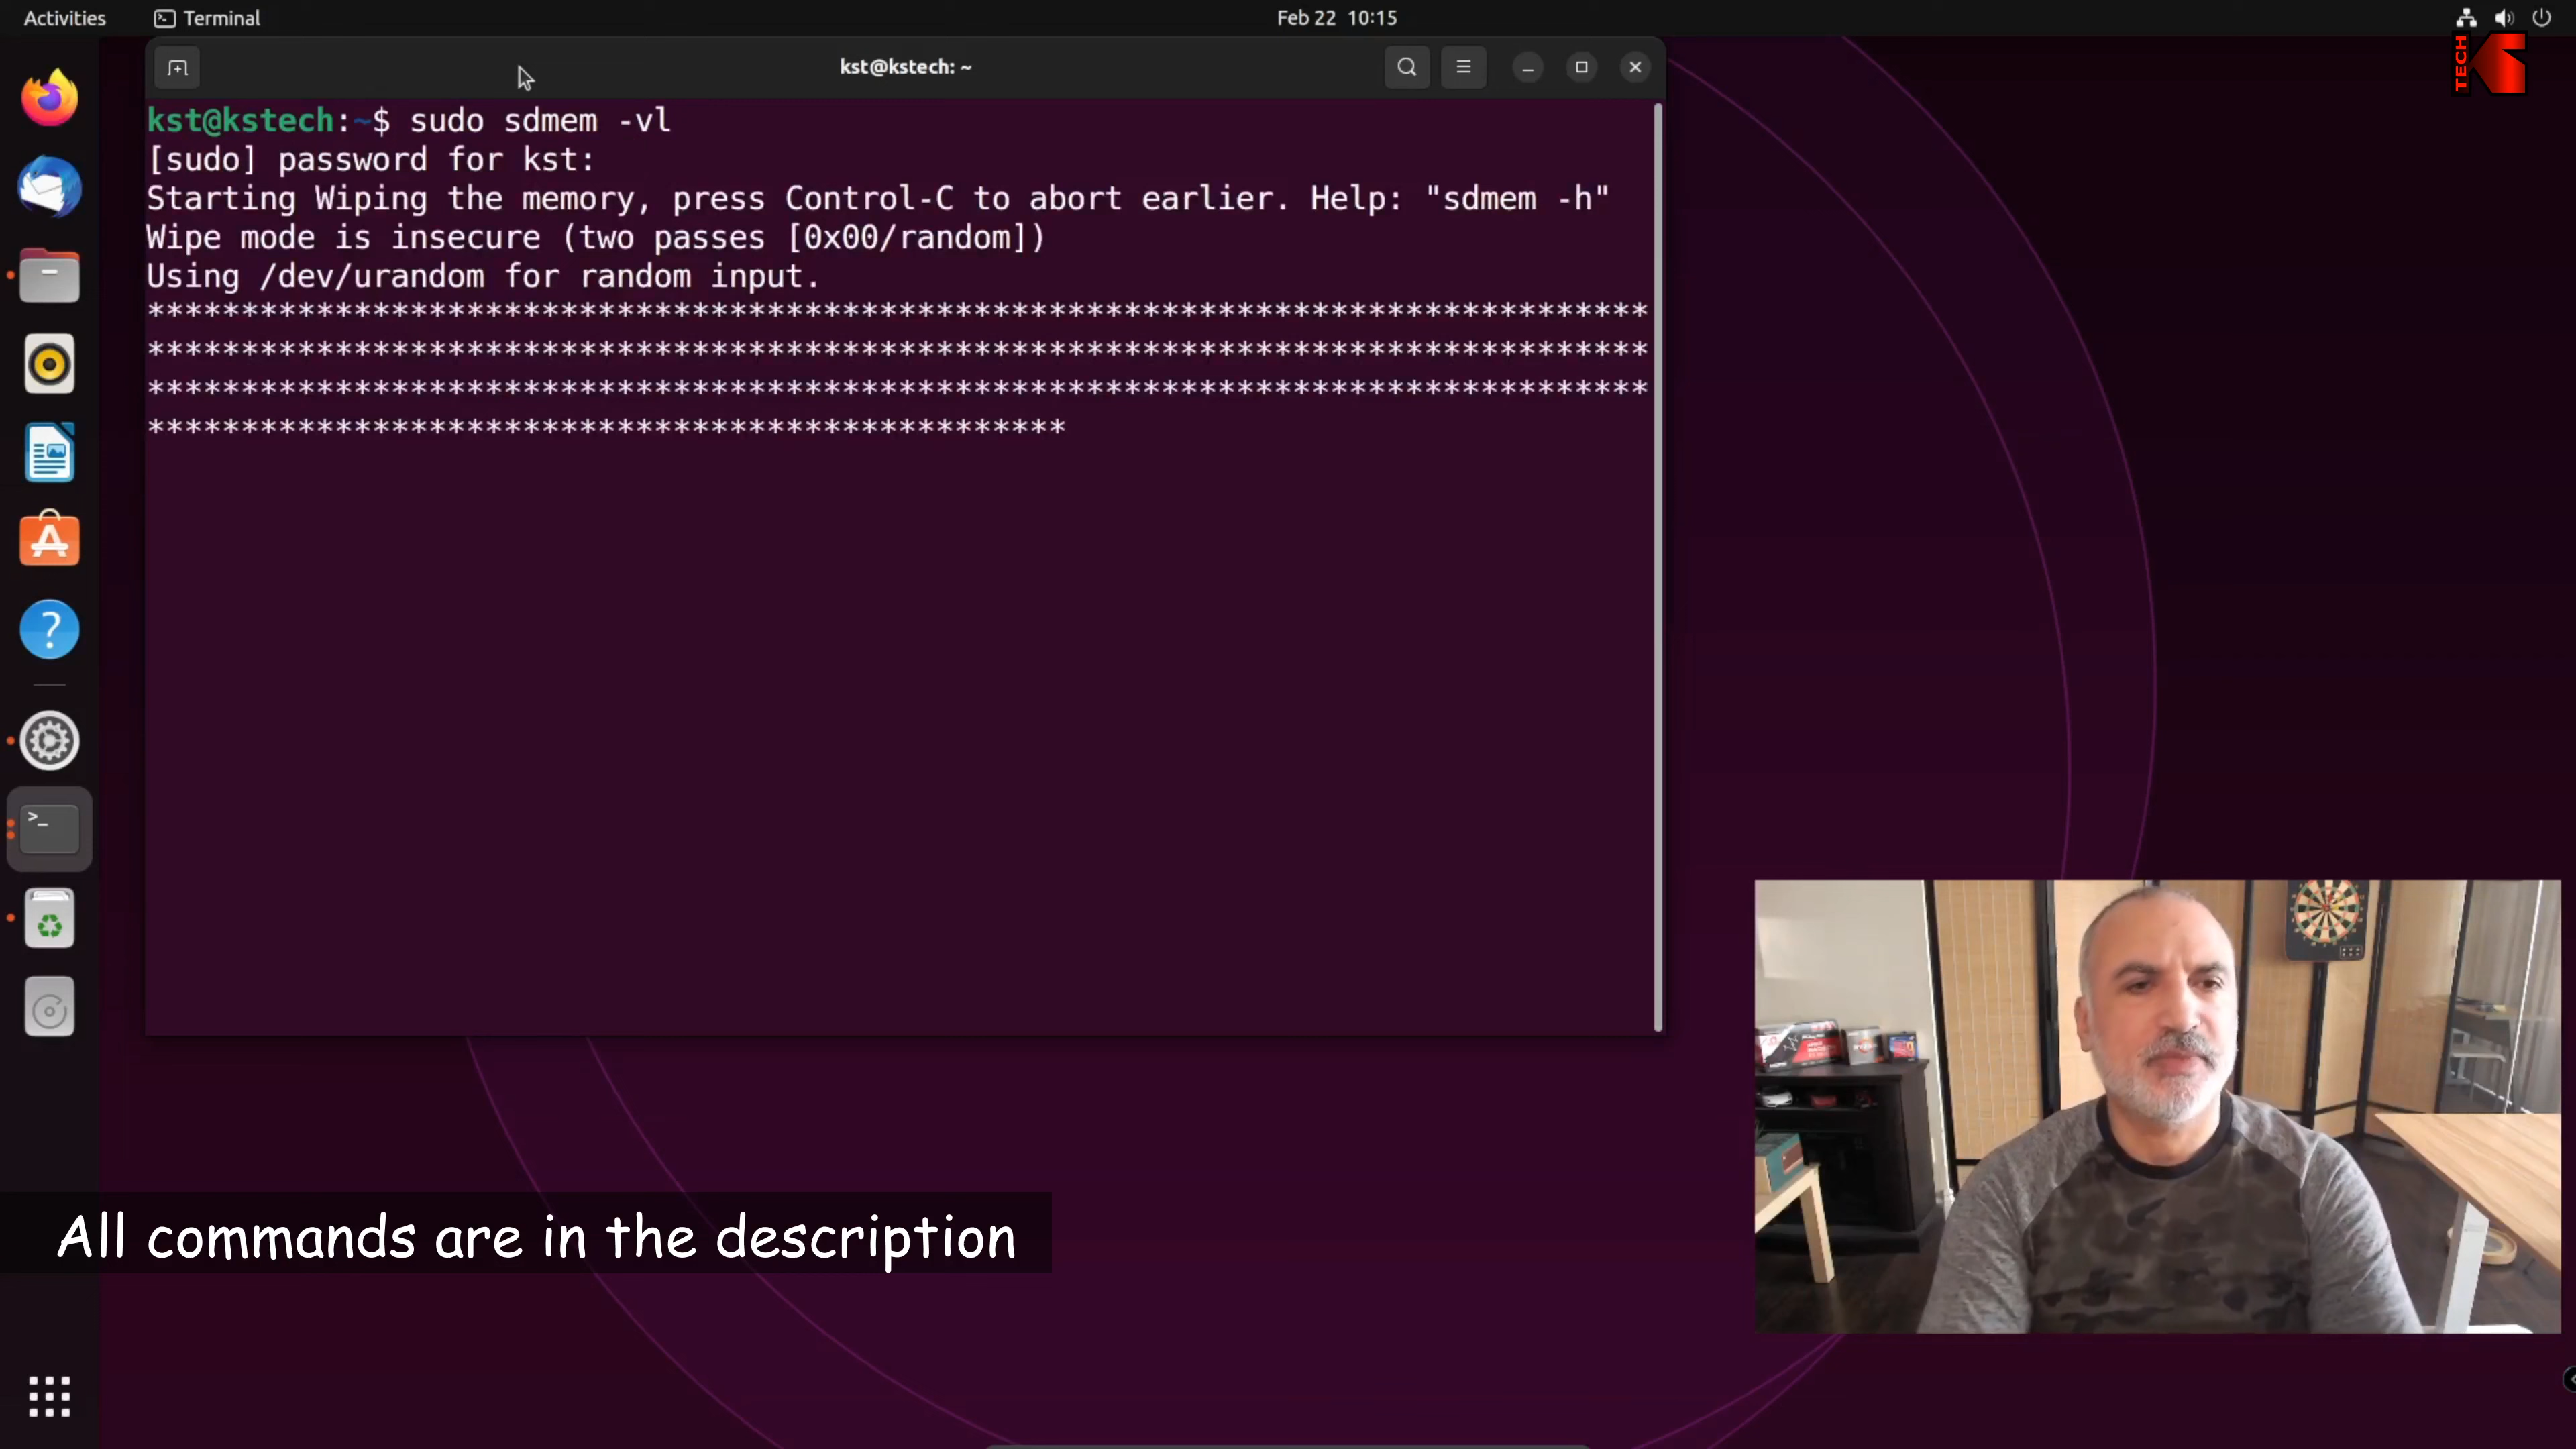 Activities Terminal Feb 22 10:15
TECH K
kst@kstech: ~
kst@kstech:~$ sudo sdmem -vl
[sudo] password for kst:
Starting Wiping the memory, press Control-C to abort earlier. Help: "sdmem -h"
Wipe mode is insecure (two passes [0x00/random])
Using /dev/urandom for random input.
********************************************************************************
********************************************************************************
********************************************************************************
*************************************************
All commands are in the description